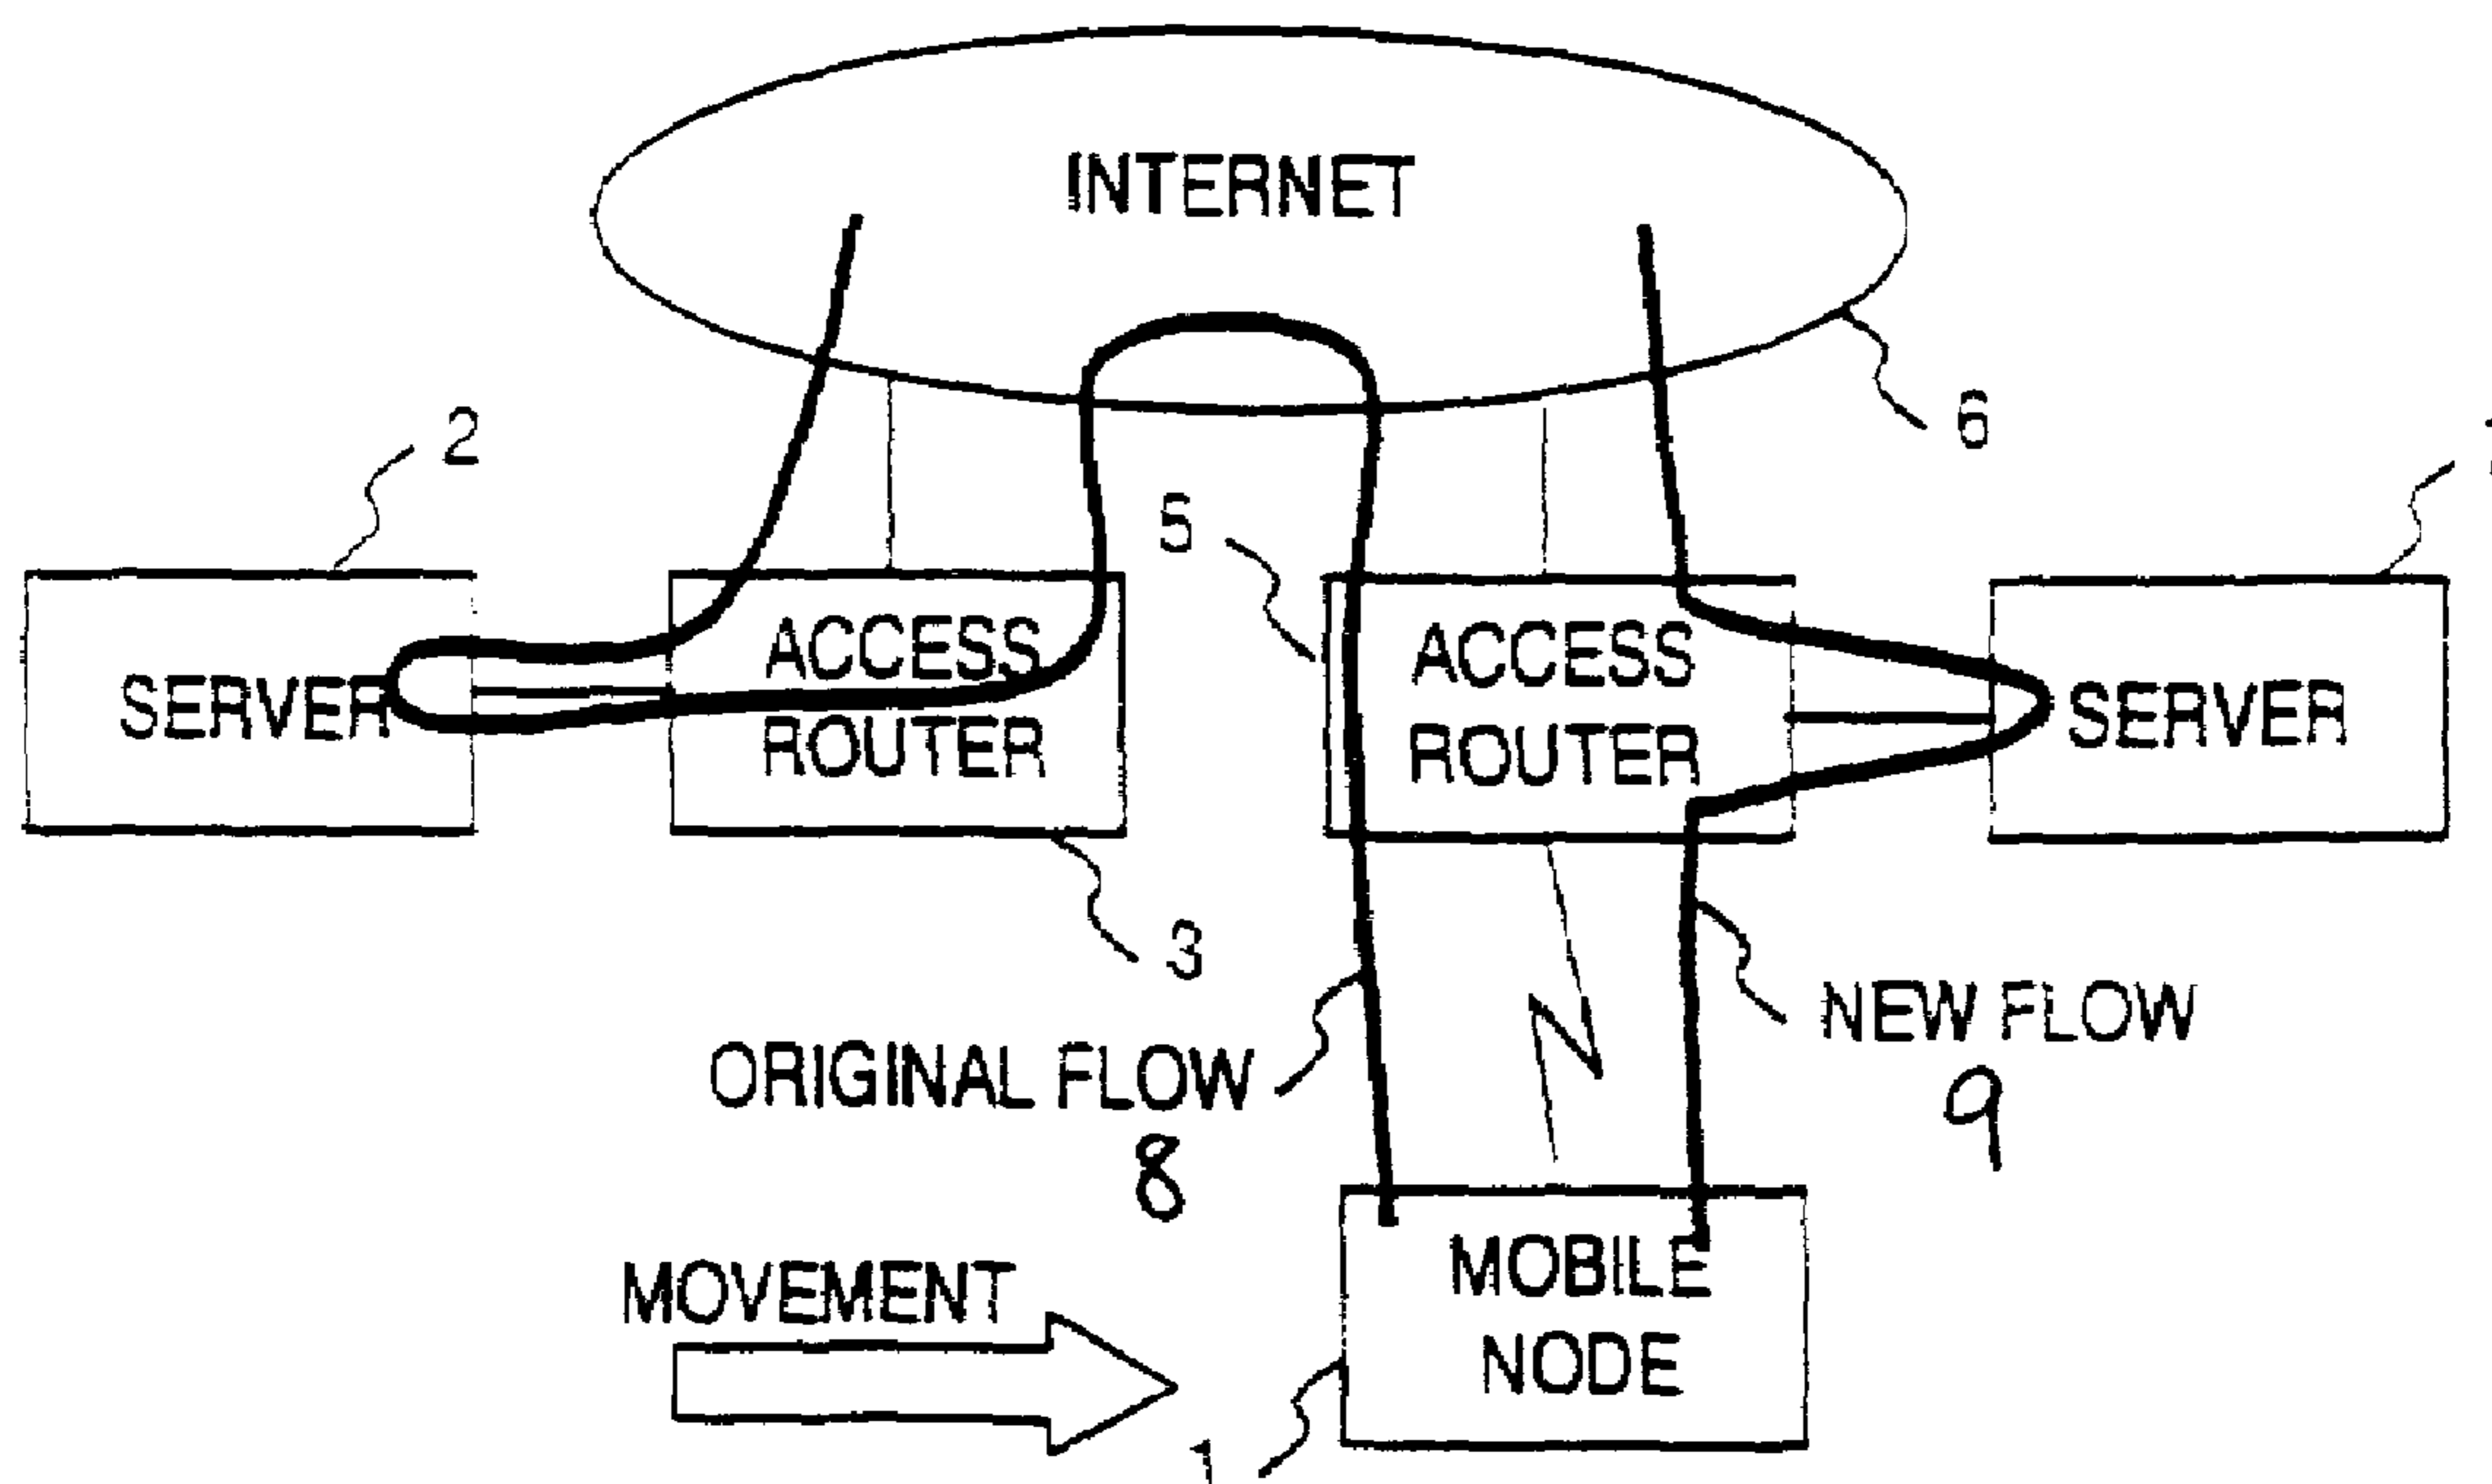 INTERNET
6
2
5
ACCESS
ROUTER
ACCESS
ROUTER
SERVER
SERVER
3
NEW FLOW
9
ORIGINAL FLOW
8
MOVEMENT
MOBILE
NODE
1